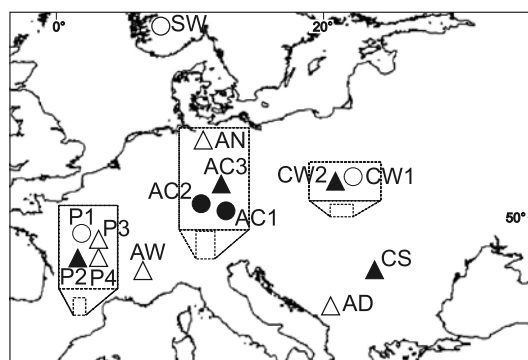 0° SW 20°
AN
AC3
AC2
AC1
CW2 CW1
P1
P3
50°
P2 P4
AW
CS
AD